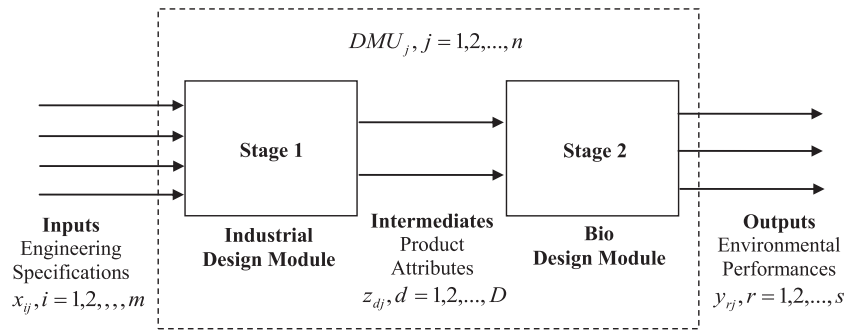 DMU_j, j = 1,2,...,n
Stage 1
Stage 2
Inputs
Engineering
Specifications
x_ij, i = 1,2,,,,m
Industrial
Design Module
Intermediates
Product
Attributes
z_dj, d = 1,2,..., D
Bio
Design Module
Outputs
Environmental
Performances
y_rj, r = 1,2,..., s